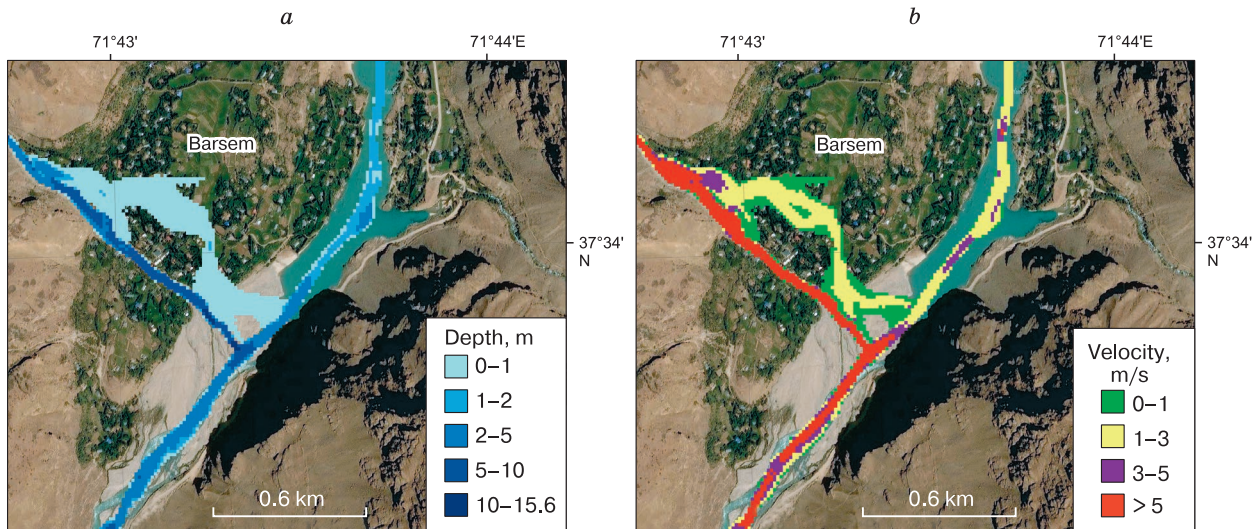 a
71°43'
71°44'E
Barsem
37°34'
N
Depth, m
0–1
1–2
2–5
5–10
10–15.6
0.6 km
b
71°43'
71°44'E
Barsem
37°34'
N
Velocity,
m/s
0–1
1–3
3–5
> 5
0.6 km